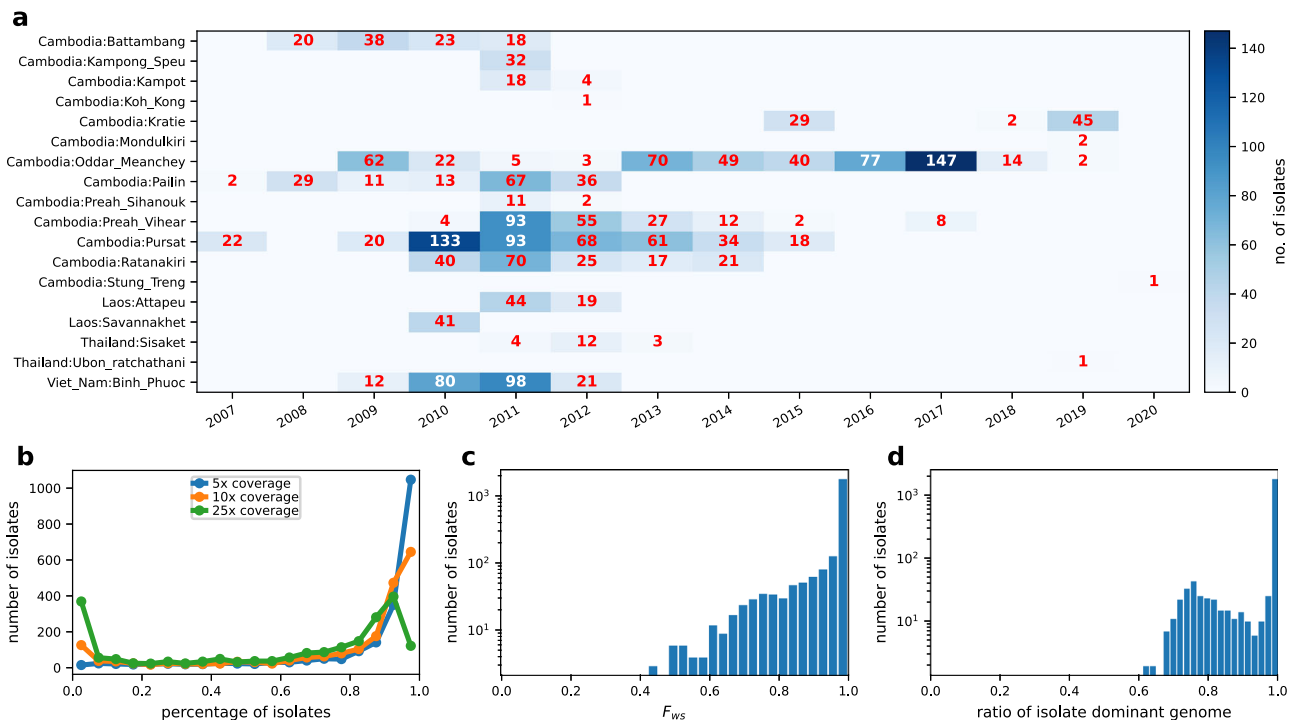 a
Cambodia:Battambang 20 38 23 18
Cambodia:Kampong_Speu 32
Cambodia:Kampot 18 4
Cambodia:Koh_Kong 1
Cambodia:Kratie 29 2 45
Cambodia:Mondulkiri 2
Cambodia:Oddar_Meanchey 62 22 5 3 70 49 40 77 147 14 2
Cambodia:Pailin 2 29 11 13 67 36
Cambodia:Preah_Sihanouk 11 2
Cambodia:Preah_Vihear 4 93 55 27 12 2 8
Cambodia:Pursat 22 20 133 93 68 61 34 18
Cambodia:Ratanakiri 40 70 25 17 21
Cambodia:Stung_Treng 1
Laos:Attapeu 44 19
Laos:Savannakhet 41
Thailand:Sisaket 4 12 3
Thailand:Ubon_ratchathani 1
Viet_Nam:Binh_Phuoc 12 80 98 21
2007 2008 2009 2010 2011 2012 2013 2014 2015 2016 2017 2018 2019 2020
140
120
100
80
60
40
20
0
no. of isolates
b
5x coverage
10x coverage
25x coverage
number of isolates
1000
800
600
400
200
0
0.0 0.2 0.4 0.6 0.8 1.0
percentage of isolates
c
number of isolates
10³
10²
10¹
0.0 0.2 0.4 0.6 0.8 1.0
Fws
d
number of isolates
10³
10²
10¹
0.0 0.2 0.4 0.6 0.8 1.0
ratio of isolate dominant genome